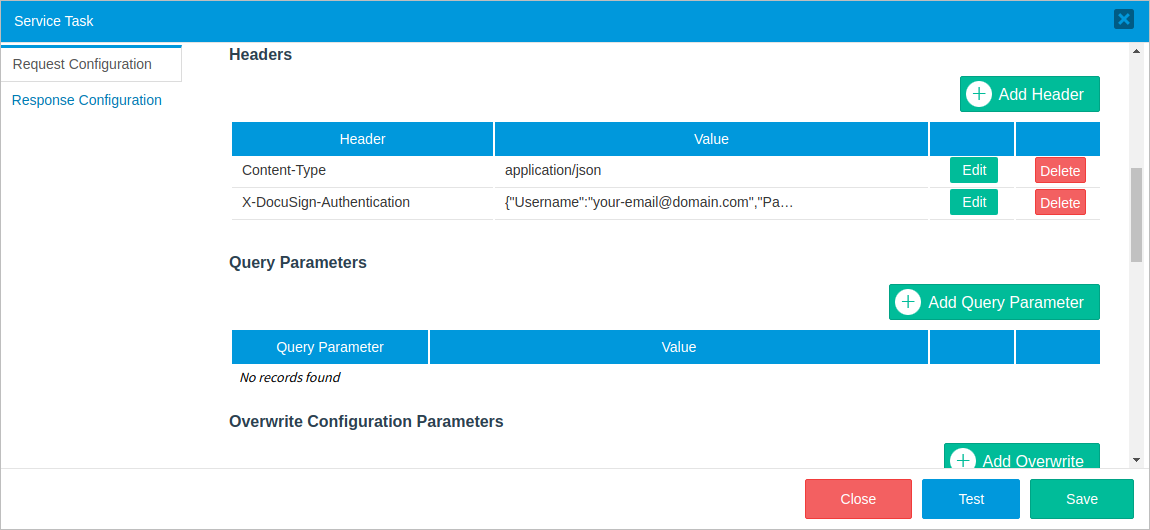 Service Task
Request Configuration
Response Configuration
Headers
Add Header
Header Value
Content-Type application/json Edit Delete
X-DocuSign-Authentication {"Username":"your-email@domain.com","Pa… Edit Delete
Query Parameters
Add Query Parameter
Query Parameter Value
No records found
Overwrite Configuration Parameters
Add Overwrite
Close Test Save